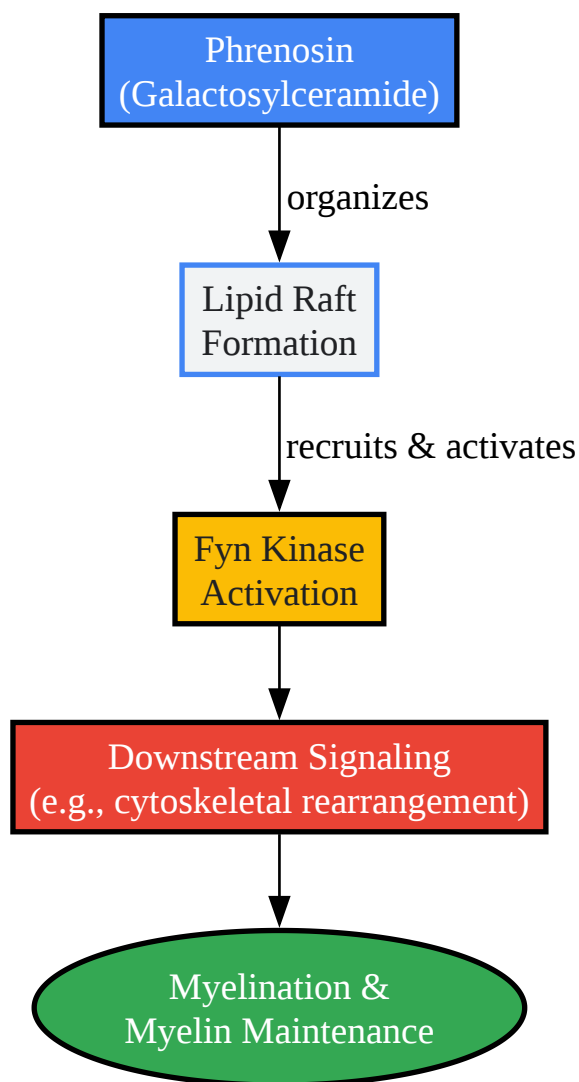 Phrenosin
(Galactosylceramide)
organizes
Lipid Raft
Formation
recruits & activates
Fyn Kinase
Activation
Downstream Signaling
(e.g., cytoskeletal rearrangement)
Myelination &
Myelin Maintenance